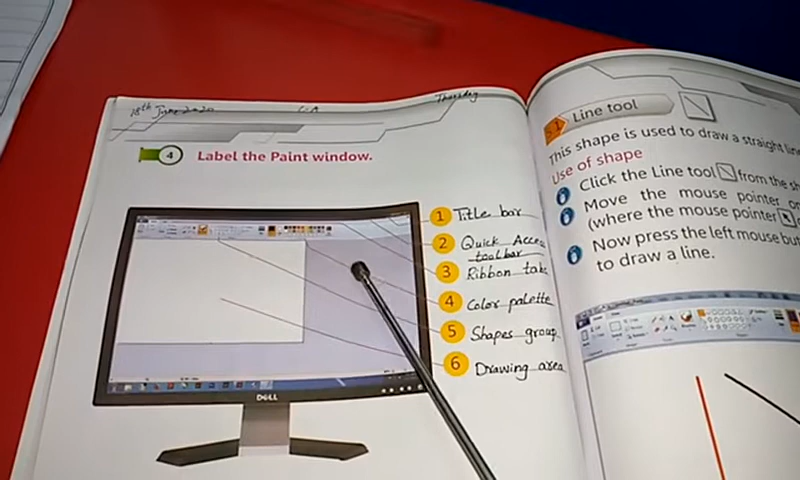 18th June 2020
C.A
Thursday
4 Label the Paint window.
1 Title bar
2 Quick Access
toolbar
3 Ribbon tabs
4 Color palette
5 Shapes group
6 Drawing area
DELL
Line tool
This shape is used to draw a straight
Use of shape
Click the Line tool from the
Move the mouse pointer
(where the mouse pointer
Now press the left mouse
to draw a line.